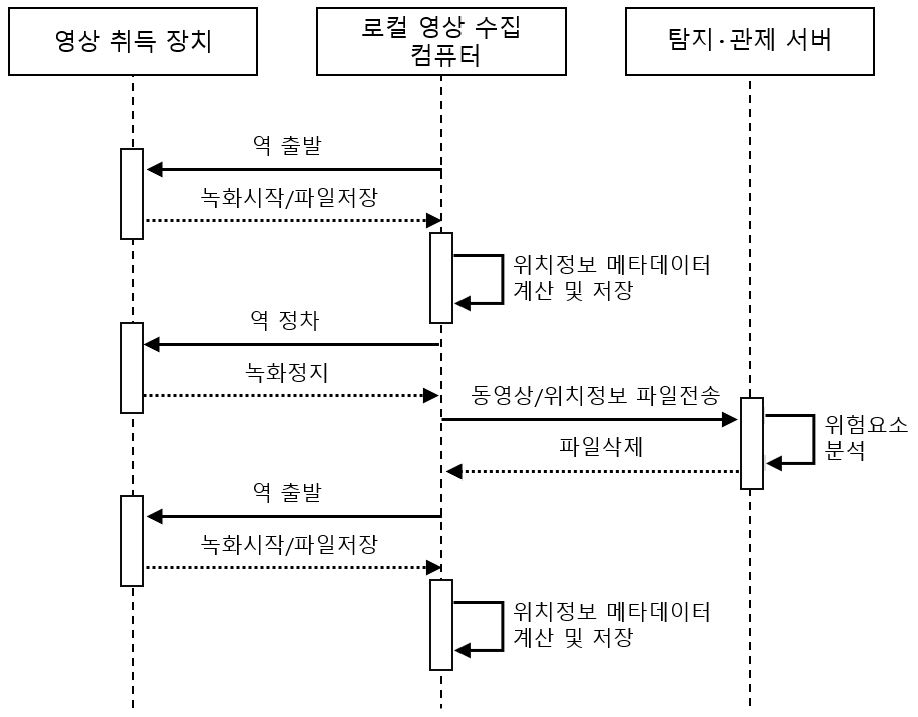 영상 취득 장치
로컬 영상 수집
컴퓨터
탐지·관제 서버
역 출발
녹화시작/파일저장
위치정보 메타데이터
계산 및 저장
역 정차
녹화정지
동영상/위치정보 파일전송
위험요소
분석
파일삭제
역 출발
녹화시작/파일저장
위치정보 메타데이터
계산 및 저장